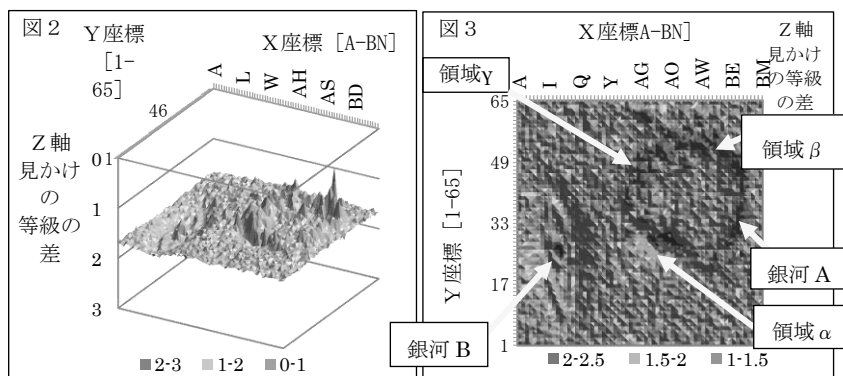 図2
Y座標
[1-
65]
X座標 [A-BN]
A
L
W
AH
AS
BD
1
46
Z軸
見かけ
の
等級の
差
0
1
2
3
2-3 1-2 0-1
図3
X座標A-BN]
Z軸
見かけ
の等級
の差
領域γ
A
I
Q
Y
AG
AO
AW
BE
BM
65
49
33
17
1
Y座標 [1-65]
領域β
銀河A
領域α
銀河B
2-2.5 1.5-2 1-1.5